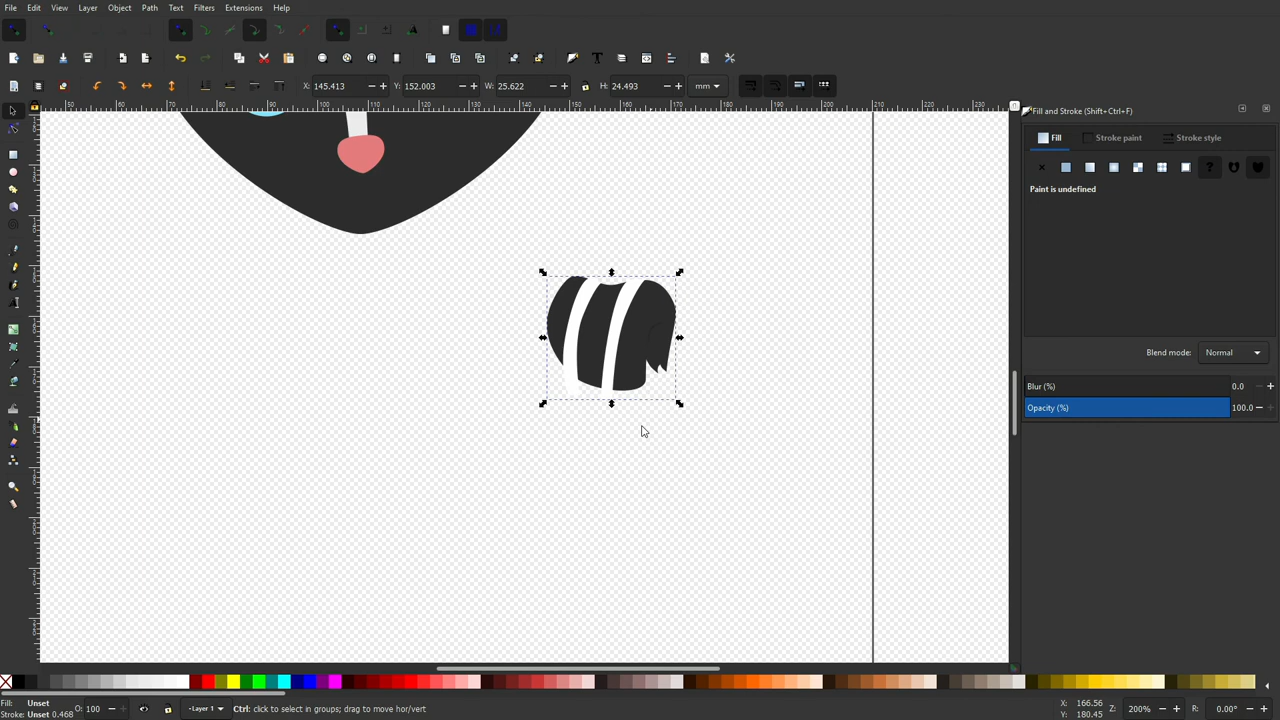 File Edit View Layer Object Path Text Filters Extensions Help
X: 145.413 Y: 152.003 W: 25.622 H: 24.493 mm
Fill and Stroke (Shift+Ctrl+F)
Fill Stroke paint Stroke style
?
Paint is undefined
Blend mode: Normal
Blur (%) 0.0
Opacity (%) 100.0
Fill: Unset
Stroke: Unset 0.468 O: 100 Layer 1 Ctrl: click to select in groups; drag to move hor/vert X: 166.56 Y: 180.45 Z: 200% R: 0.00°